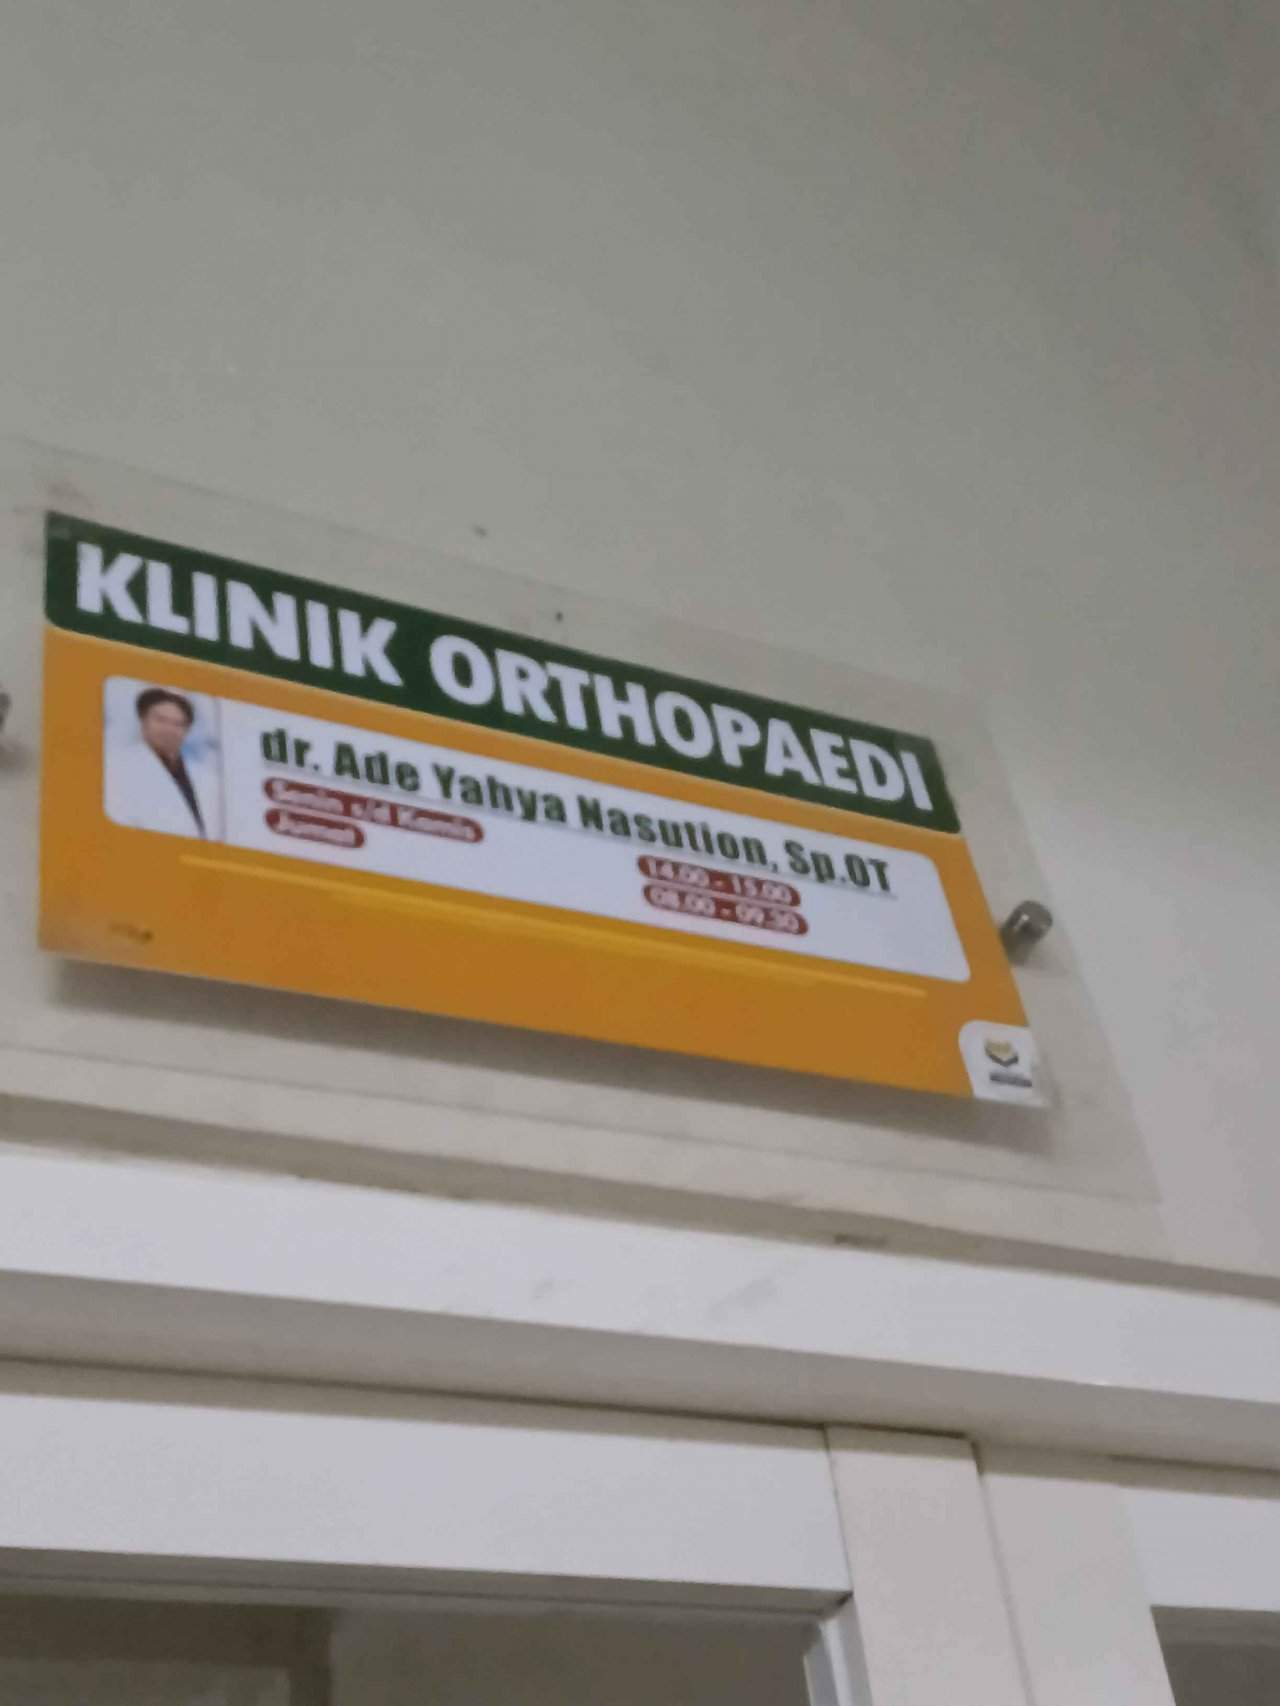 KLINIK ORTHOPAEDI
dr. Ade Yahya Nasution, Sp.OT
Senin s/d Kamis
14.00 - 15.00
Jumat
08.00 - 09.30